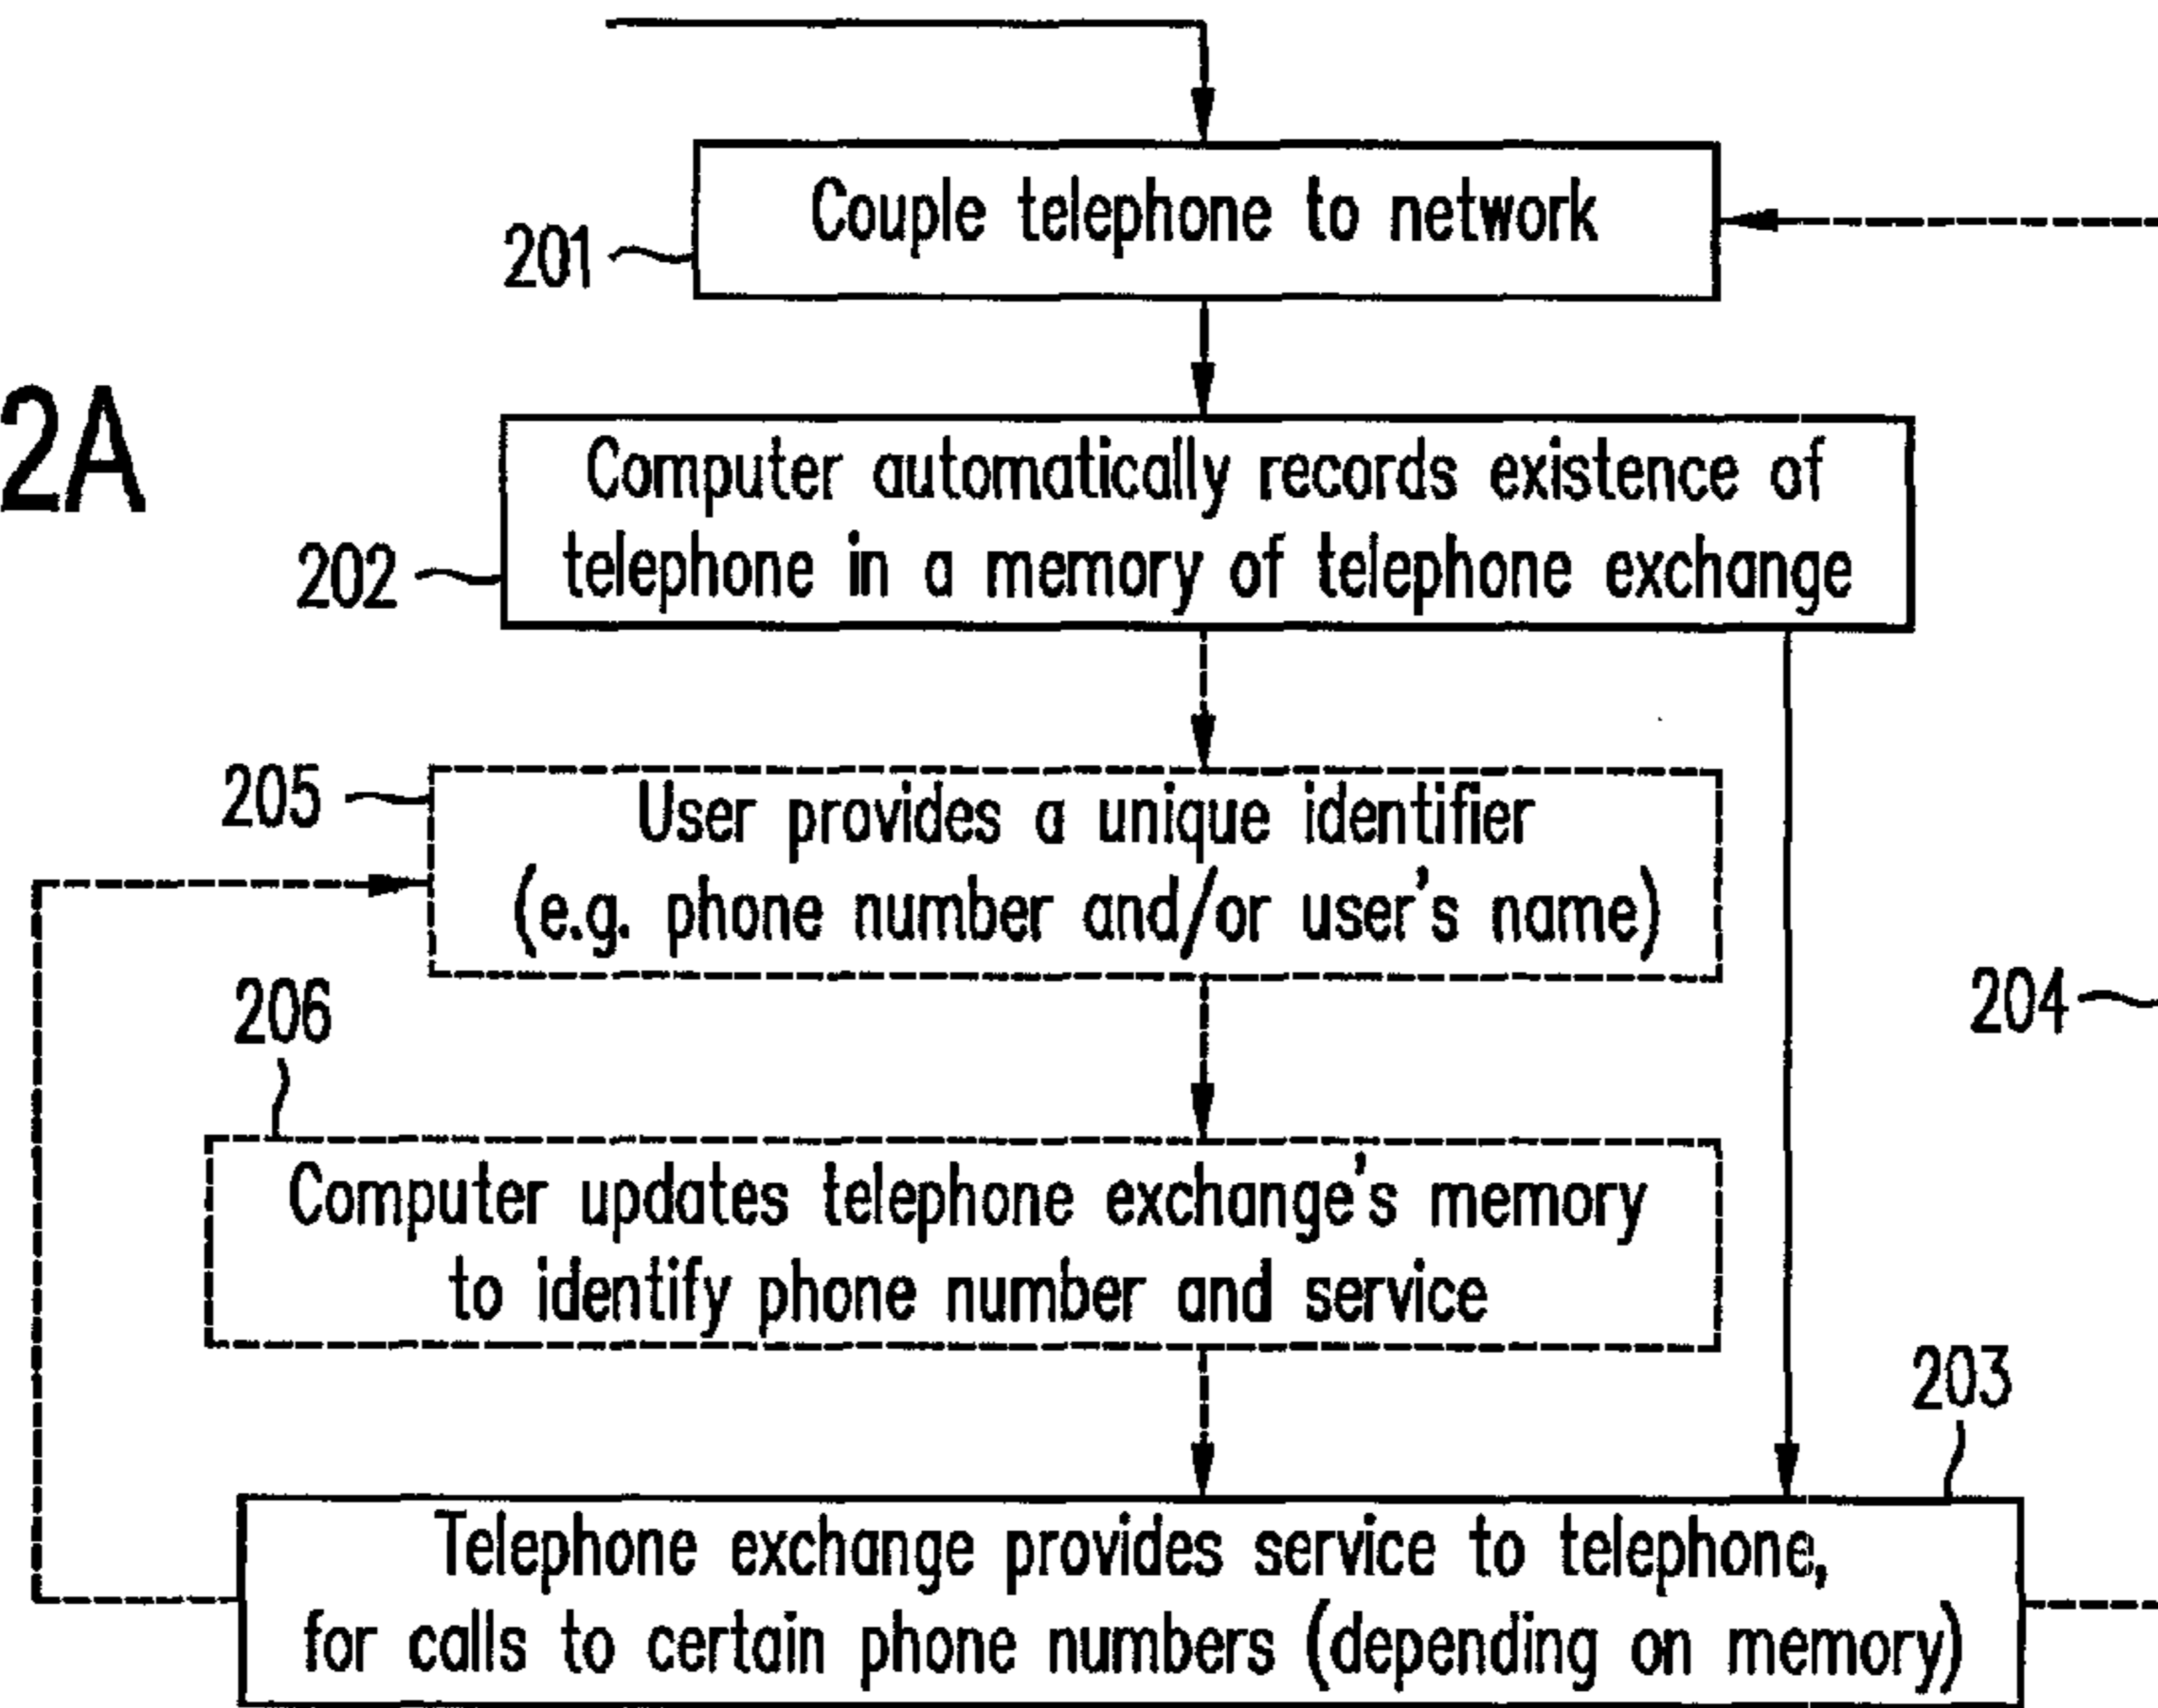 Couple telephone to network
201
2A
Computer automatically records existence of
telephone in a memory of telephone exchange
202
205
User provides a unique identifier
(e.g. phone number and/or user's name)
206
204
Computer updates telephone exchange's memory
to identify phone number and service
203
Telephone exchange provides service to telephone,
for calls to certain phone numbers (depending on memory)